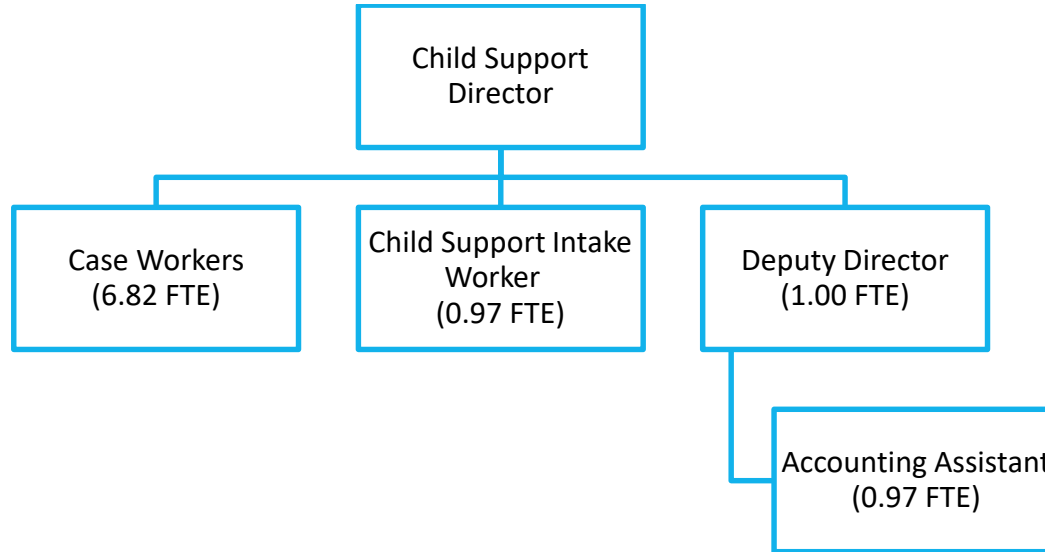 Child Support
Director
Case Workers
(6.82 FTE)
Child Support Intake
Worker
(0.97 FTE)
Deputy Director
(1.00 FTE)
Accounting Assistant
(0.97 FTE)